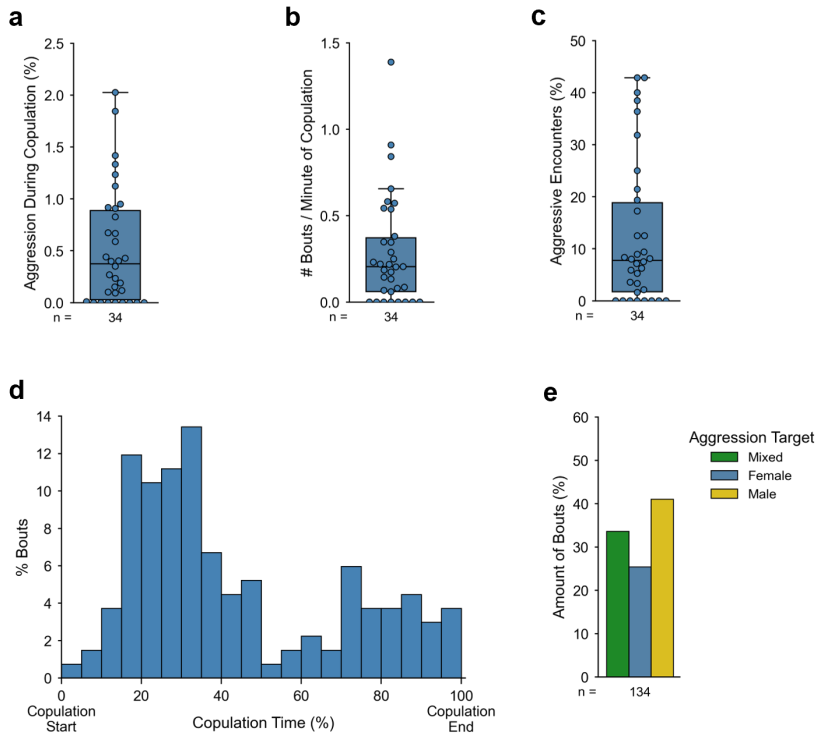 a
Aggression During Copulation (%)
2.5
2.0
1.5
1.0
0.5
0.0
n =
34
b
# Bouts / Minute of Copulation
1.5
1.0
0.5
0.0
n =
34
c
Aggressive Encounters (%)
50
40
30
20
10
0
n =
34
d
% Bouts
14
12
10
8
6
4
2
0
0
20
40
60
80
100
Copulation
Start
Copulation Time (%)
Copulation
End
e
Amount of Bouts (%)
60
50
40
30
20
10
0
n =
134
Aggression Target
Mixed
Female
Male